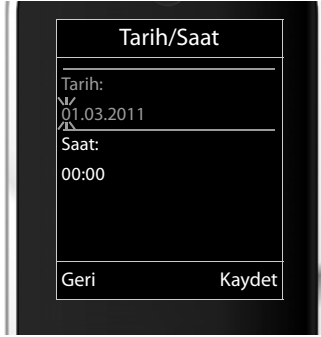 Tarih/Saat
Tarih:
01.03.2011
Saat:
00:00
Geri Kaydet